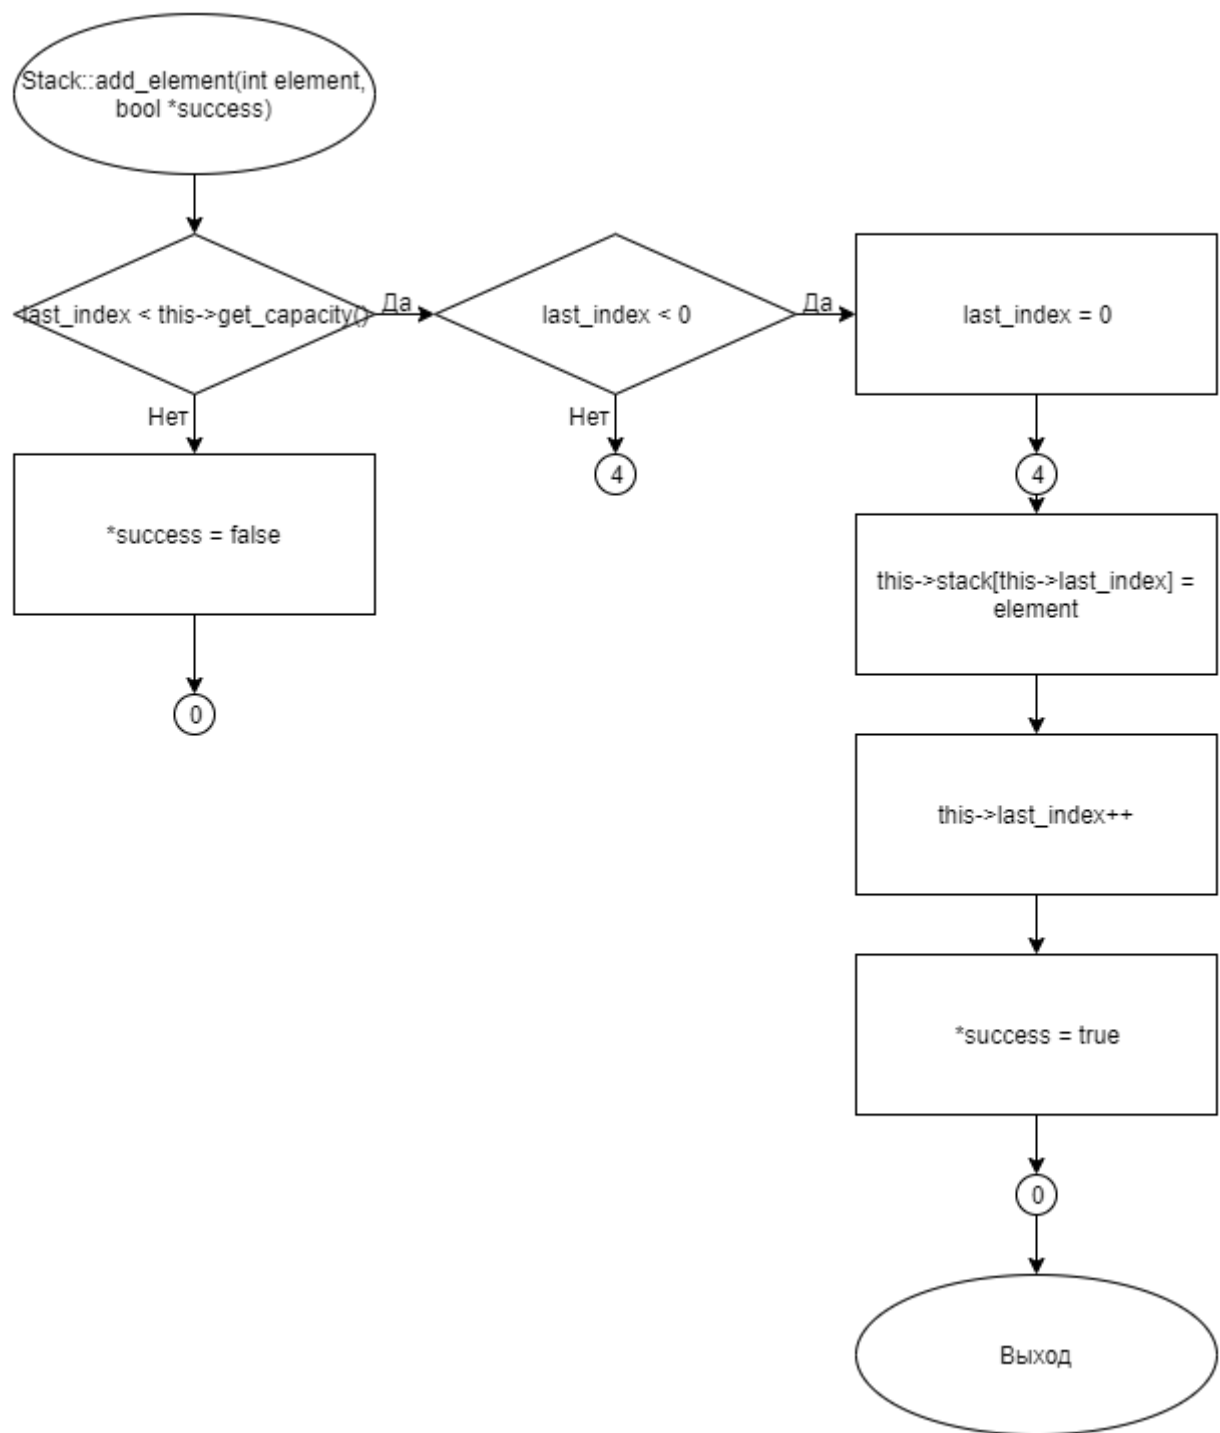 Stack::add_element(int element,
bool *success)
last_index < this->get_capacity()
Да
last_index < 0
Да
last_index = 0
Нет
Нет
4
4
*success = false
this->stack[this->last_index] =
element
0
this->last_index++
*success = true
0
Выход